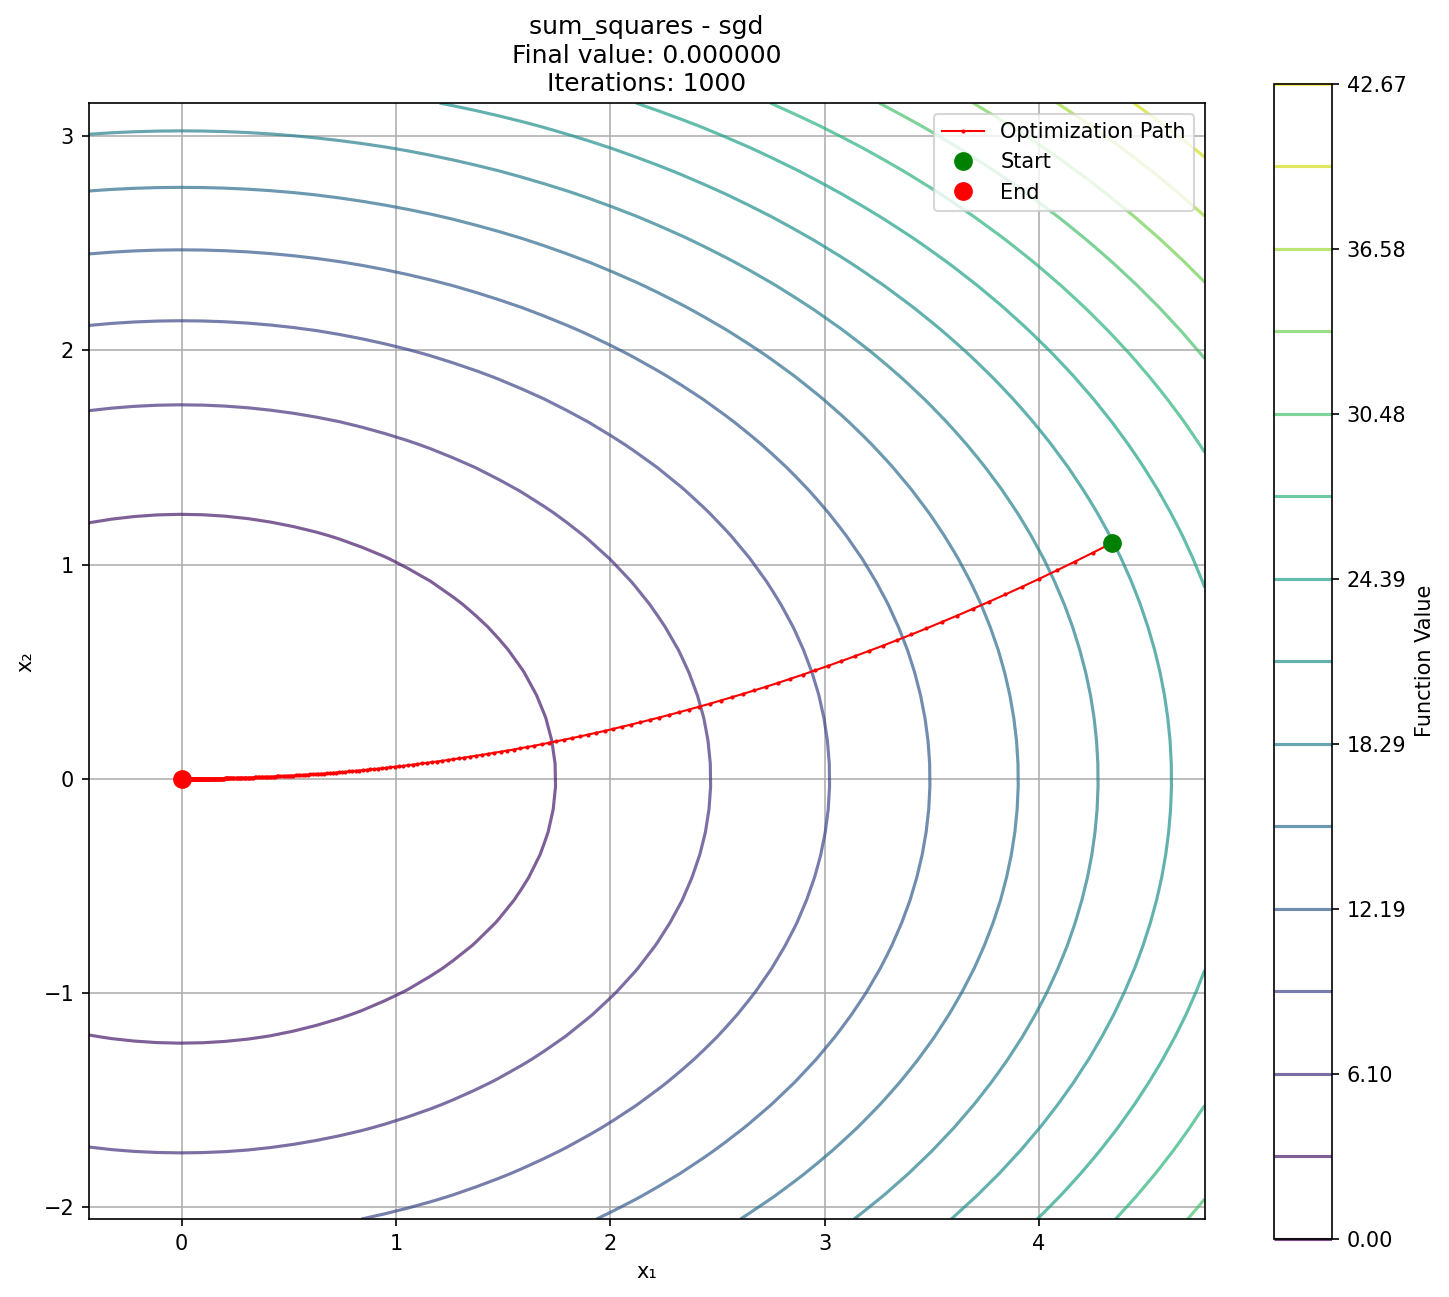 sum_squares - sgd
Final value: 0.000000
Iterations: 1000
Optimization Path
Start
End
3
2
1
0
−1
−2
x₂
0
1
2
3
4
x₁
42.67
36.58
30.48
24.39
18.29
12.19
6.10
0.00
Function Value